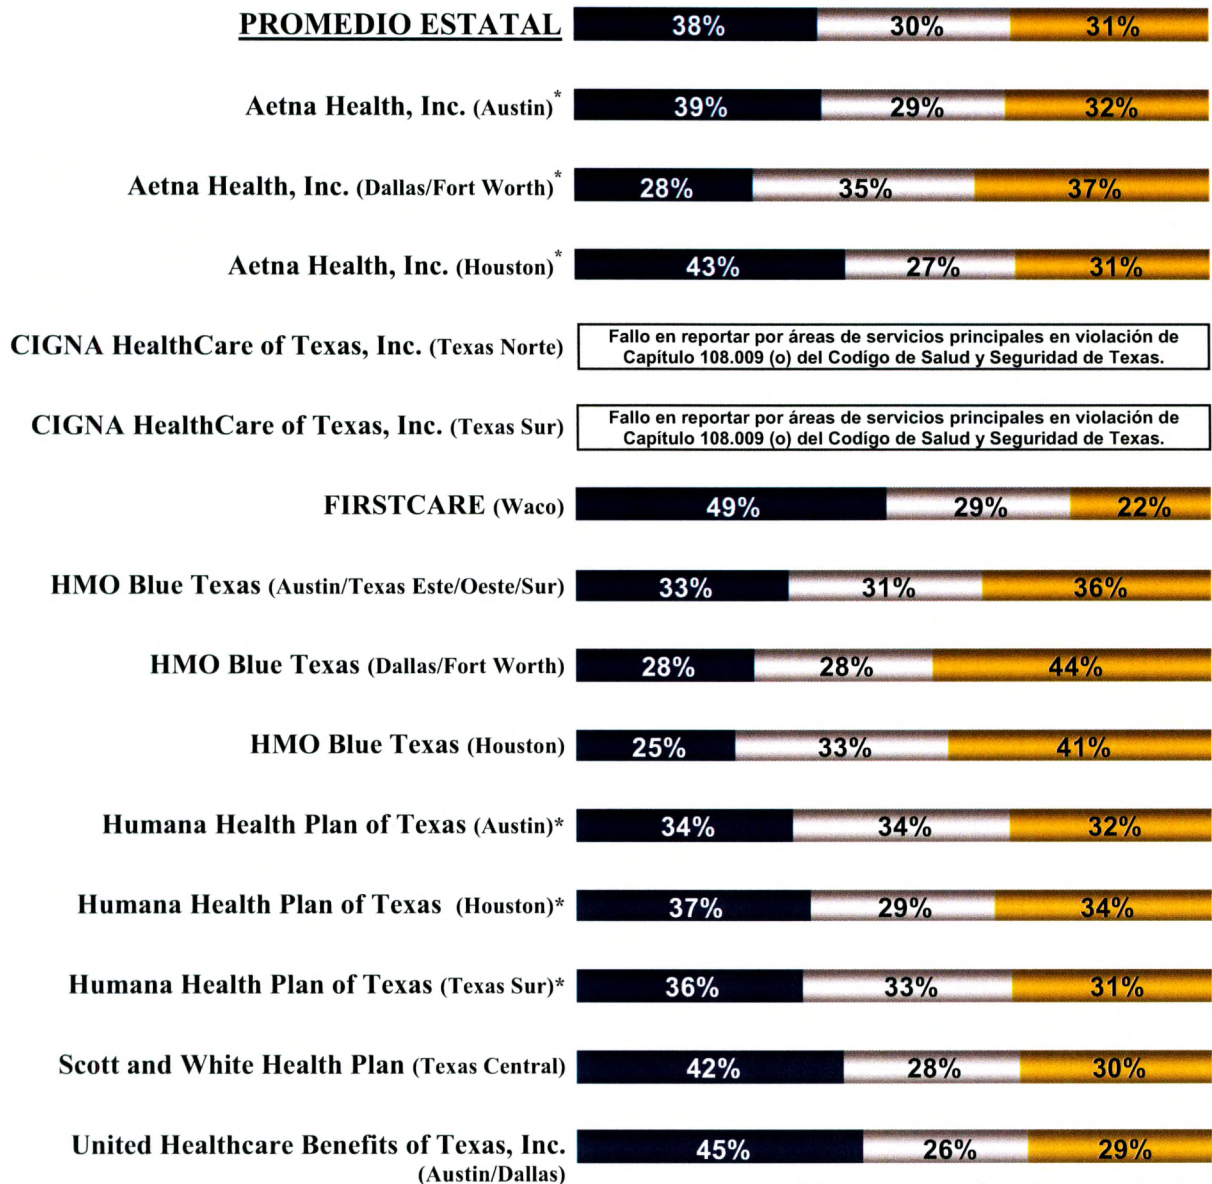 PROMEDIO ESTATAL 38% 30% 31%
Aetna Health, Inc. (Austin)* 39% 29% 32%
Aetna Health, Inc. (Dallas/Fort Worth)* 28% 35% 37%
Aetna Health, Inc. (Houston)* 43% 27% 31%
CIGNA HealthCare of Texas, Inc. (Texas Norte) Fallo en reportar por áreas de servicios principales en violación de
Capítulo 108.009 (o) del Codígo de Salud y Seguridad de Texas.
CIGNA HealthCare of Texas, Inc. (Texas Sur) Fallo en reportar por áreas de servicios principales en violación de
Capítulo 108.009 (o) del Codígo de Salud y Seguridad de Texas.
FIRSTCARE (Waco) 49% 29% 22%
HMO Blue Texas (Austin/Texas Este/Oeste/Sur) 33% 31% 36%
HMO Blue Texas (Dallas/Fort Worth) 28% 28% 44%
HMO Blue Texas (Houston) 25% 33% 41%
Humana Health Plan of Texas (Austin)* 34% 34% 32%
Humana Health Plan of Texas (Houston)* 37% 29% 34%
Humana Health Plan of Texas (Texas Sur)* 36% 33% 31%
Scott and White Health Plan (Texas Central) 42% 28% 30%
United Healthcare Benefits of Texas, Inc. 45% 26% 29%
(Austin/Dallas)